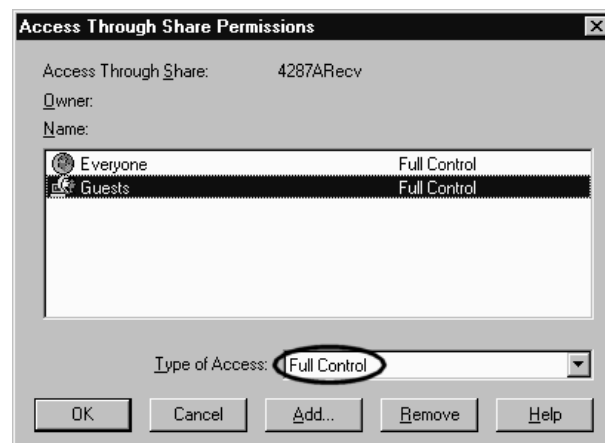 Access Through Share Permissions
Access Through Share: 4287ARecv
Owner:
Name:
Everyone Full Control
Guests Full Control
Type of Access: Full Control
OK Cancel Add... Remove Help